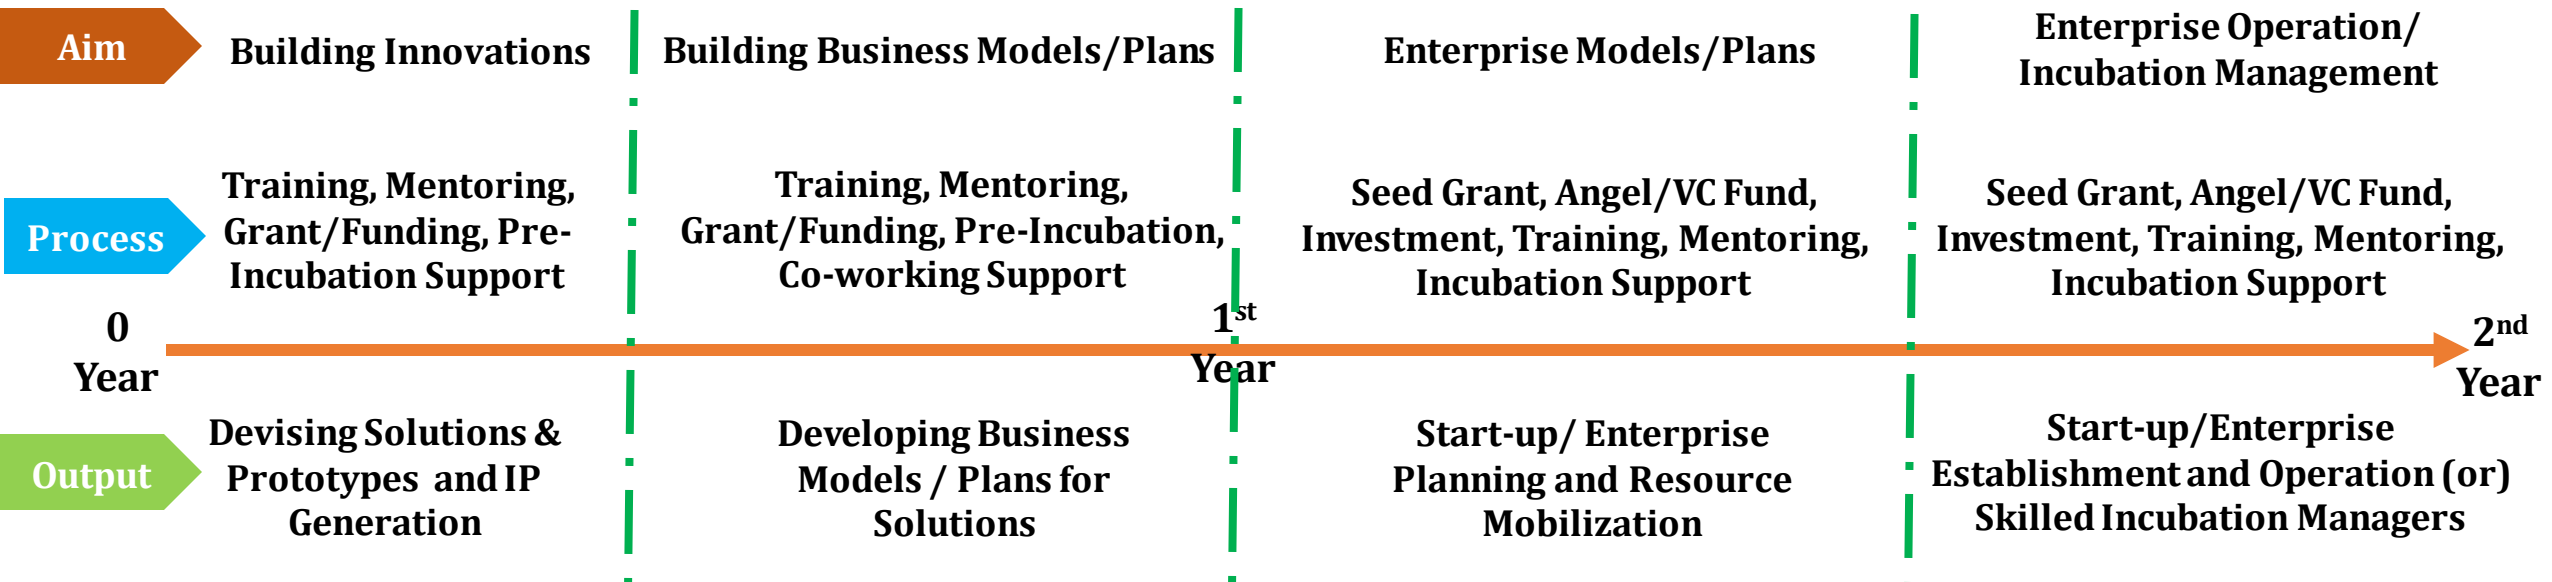 Aim
Building Innovations
Building Business Models/Plans
Enterprise Models/Plans
Enterprise Operation/
Incubation Management
Process
Training, Mentoring,
Grant/Funding, Pre-
Incubation Support
Training, Mentoring,
Grant/Funding, Pre-Incubation,
Co-working Support
Seed Grant, Angel/VC Fund,
Investment, Training, Mentoring,
Incubation Support
Seed Grant, Angel/VC Fund,
Investment, Training, Mentoring,
Incubation Support
0
Year
1st
Year
2nd
Year
Output
Devising Solutions &
Prototypes and IP
Generation
Developing Business
Models / Plans for
Solutions
Start-up/ Enterprise
Planning and Resource
Mobilization
Start-up/Enterprise
Establishment and Operation (or)
Skilled Incubation Managers